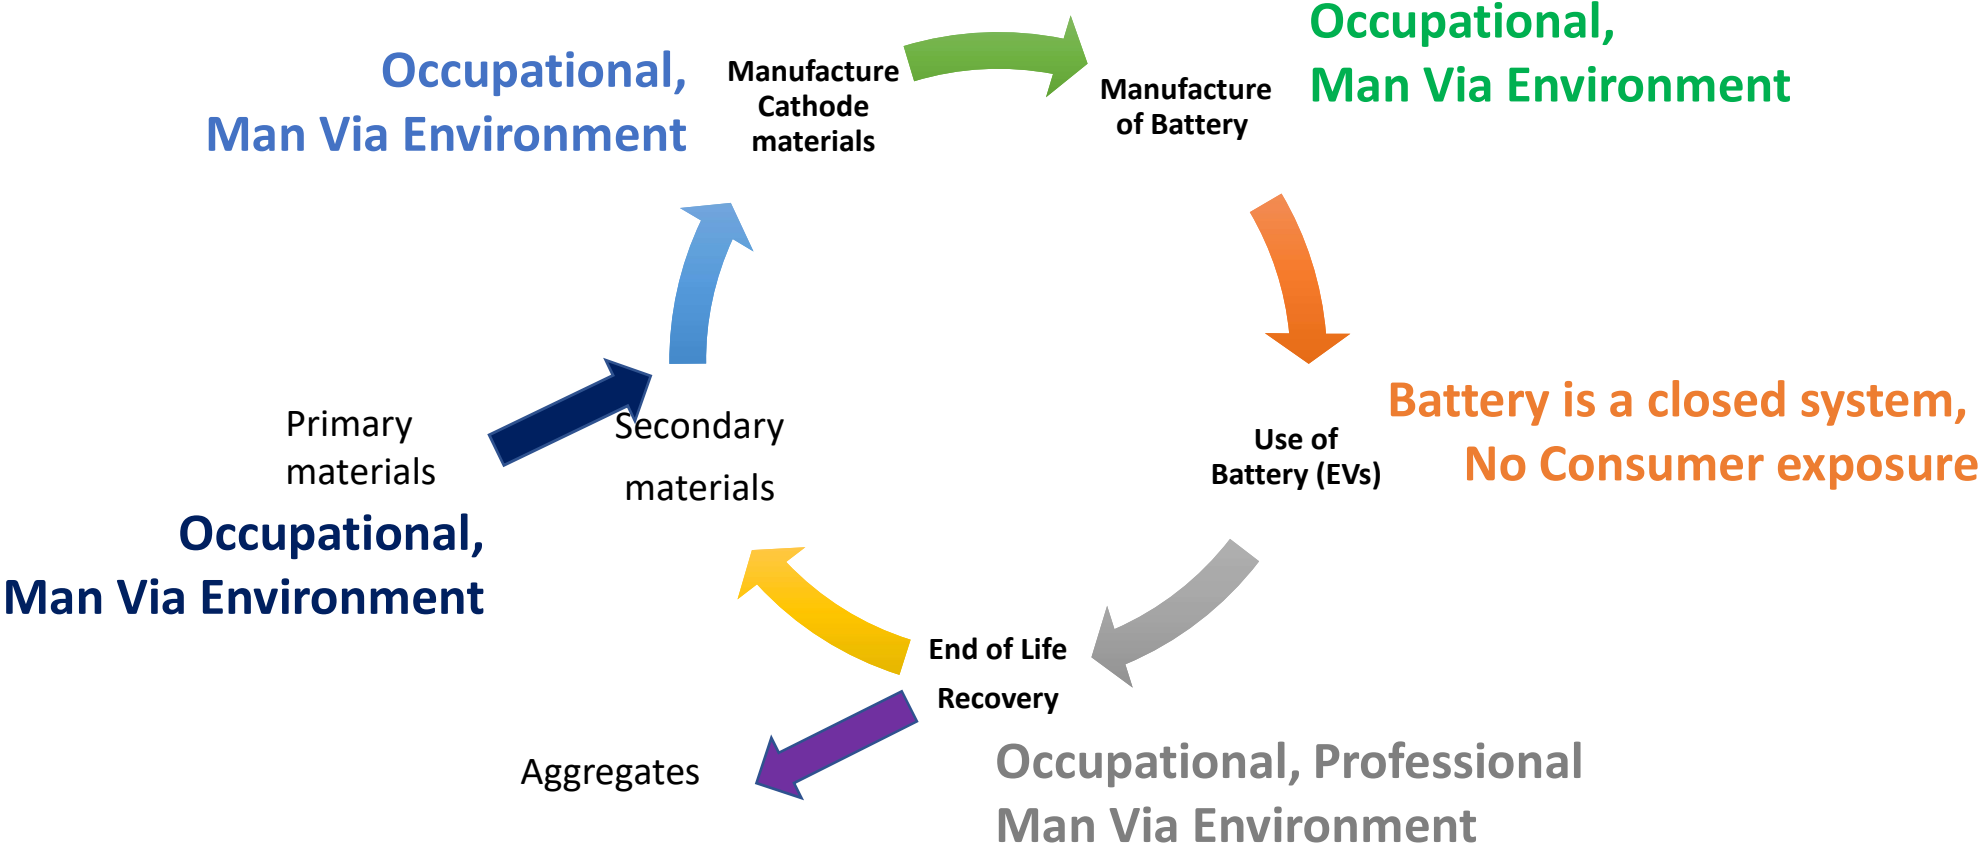 Occupational,
Man Via Environment
Manufacture
Cathode
materials
Manufacture
of Battery
Occupational,
Man Via Environment
Battery is a closed system,
No Consumer exposure
Use of
Battery (EVs)
Primary
materials
Secondary
materials
Occupational,
Man Via Environment
End of Life
Recovery
Aggregates
Occupational, Professional
Man Via Environment